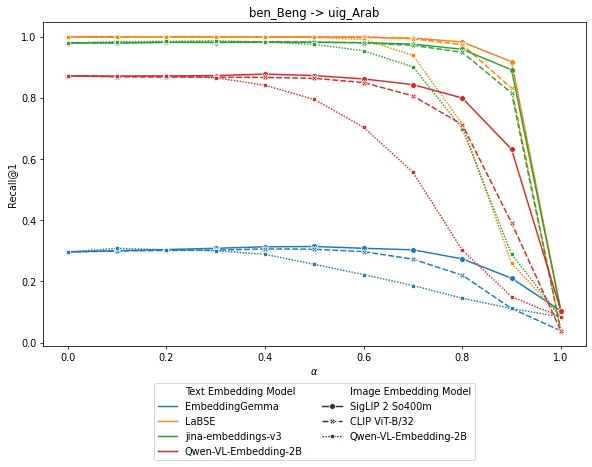 ben_Beng -> uig_Arab
Recall@1
1.0
0.8
0.6
0.4
0.2
0.0
0.0 0.2 0.4 0.6 0.8 1.0
α
Text Embedding Model
EmbeddingGemma
LaBSE
jina-embeddings-v3
Qwen-VL-Embedding-2B
Image Embedding Model
SigLIP 2 So400m
CLIP ViT-B/32
Qwen-VL-Embedding-2B